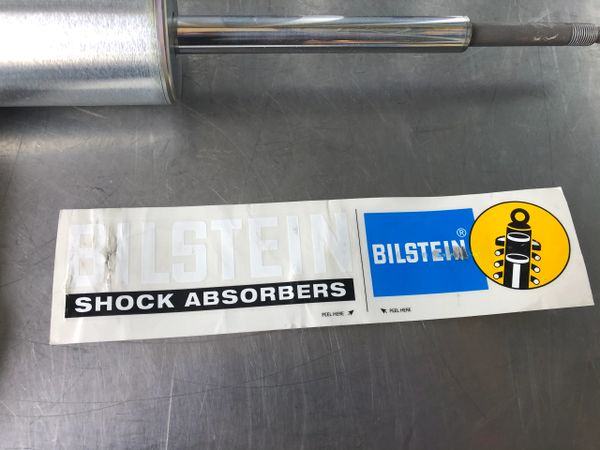 BILSTEIN
SHOCK ABSORBERS
PEEL HERE
BILSTEIN®
PEEL HERE